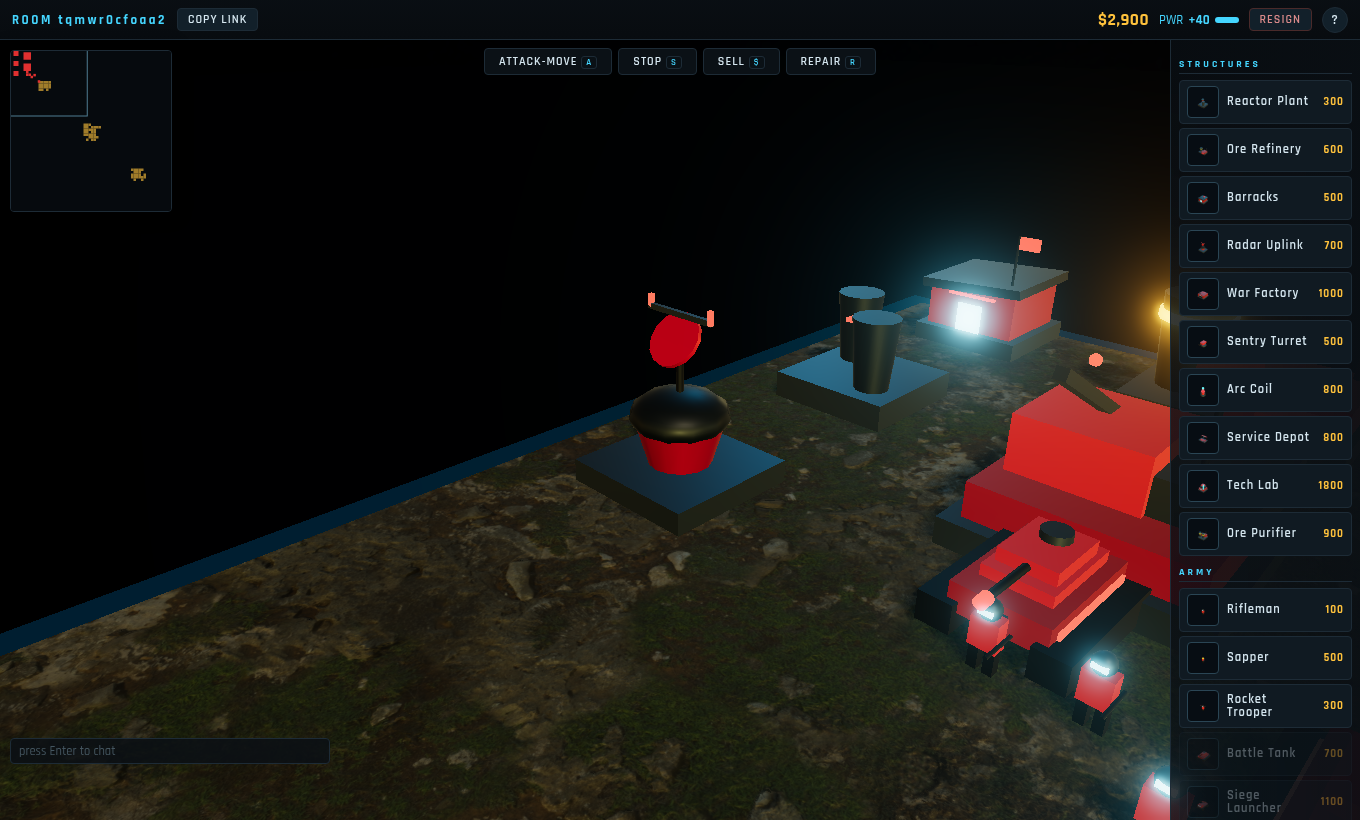 ROOM tqmwr0cfoaa2
COPY LINK
$2,900
PWR +40
RESIGN
?
ATTACK-MOVE A
STOP S
SELL $
REPAIR R
STRUCTURES
Reactor Plant 300
Ore Refinery 600
Barracks 500
Radar Uplink 700
War Factory 1000
Sentry Turret 500
Arc Coil 800
Service Depot 800
Tech Lab 1800
Ore Purifier 900
ARMY
Rifleman 100
Sapper 500
Rocket
Trooper 300
Battle Tank 700
Siege
Launcher 1100
press Enter to chat